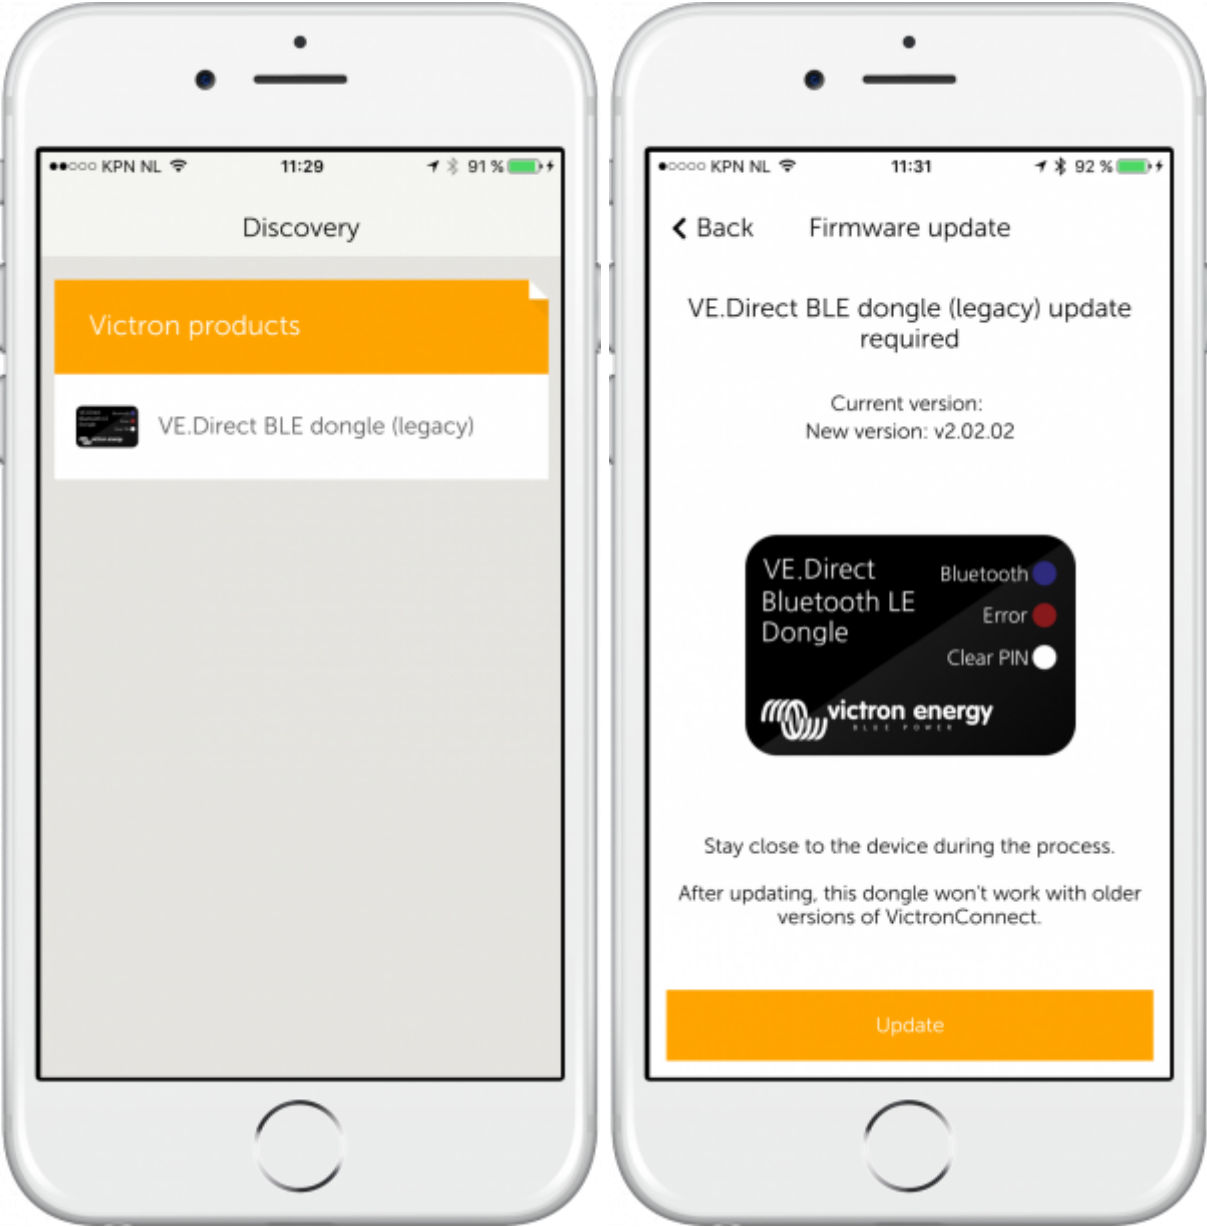 KPN NL 11:29 91 %
Discovery
Victron products
VE.Direct BLE dongle (legacy)
KPN NL 11:31 92 %
Back Firmware update
VE.Direct BLE dongle (legacy) update
required
Current version:
New version: v2.02.02
VE.Direct
Bluetooth LE
Dongle
Bluetooth
Error
Clear PIN
victron energy
BLUE POWER
Stay close to the device during the process.
After updating, this dongle won't work with older
versions of VictronConnect.
Update